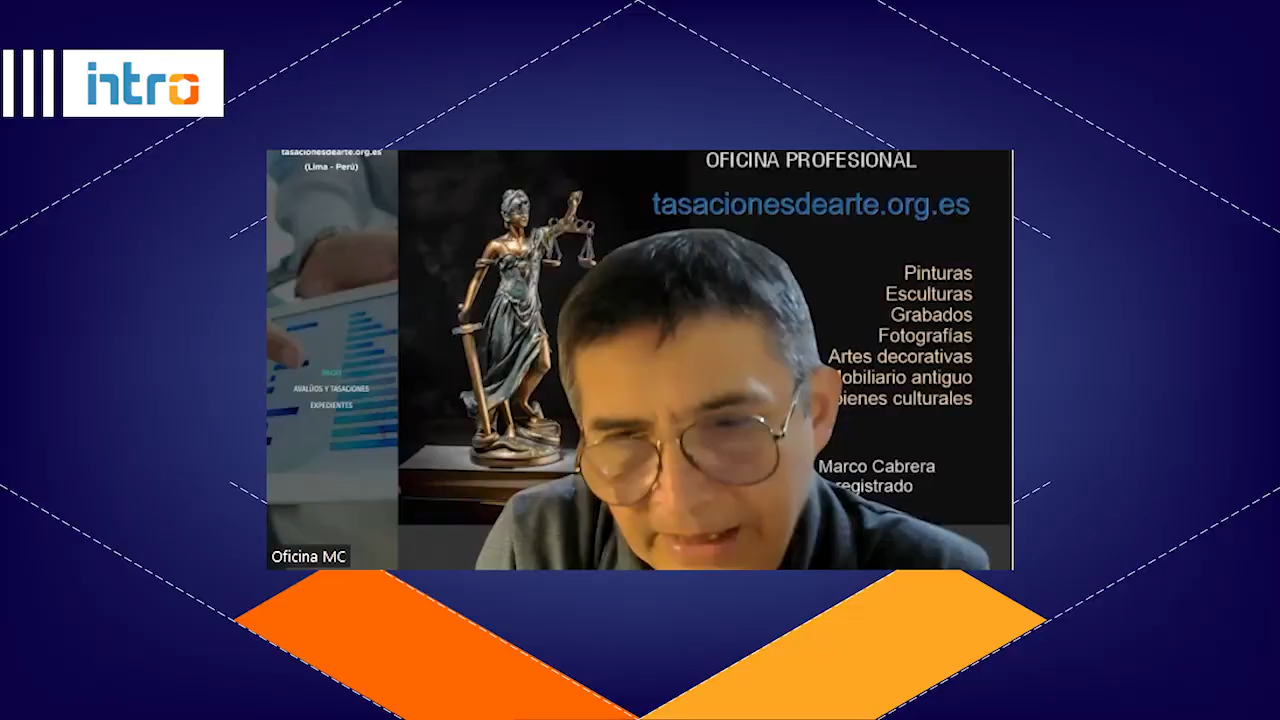 intro
tasacionesdearte.org.es
(Lima - Perú)
OFICINA PROFESIONAL
tasacionesdearte.org.es
Pinturas
Esculturas
Grabados
Fotografías
Artes decorativas
obiliario antiguo
bienes culturales
INICIO
AVALÚOS Y TASACIONES
EXPEDIENTES
Marco Cabrera
registrado
Oficina MC